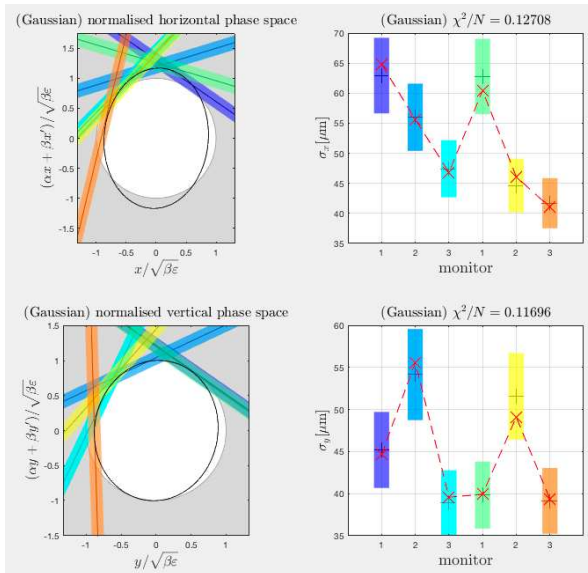 (Gaussian) normalised horizontal phase space
(αx + βx′)/√βε
1.5
1
0.5
0
-0.5
-1
-1.5
-1 -0.5 0 0.5 1
x/√βε
(Gaussian) χ²/N = 0.12708
σx [μm]
70
65
60
55
50
45
40
35
1 2 3 1 2 3
monitor
(Gaussian) normalised vertical phase space
(αy + βy′)/√βε
1.5
1
0.5
0
-0.5
-1
-1.5
-1 -0.5 0 0.5 1
y/√βε
(Gaussian) χ²/N = 0.11696
σy [μm]
60
55
50
45
40
35
1 2 3 1 2 3
monitor